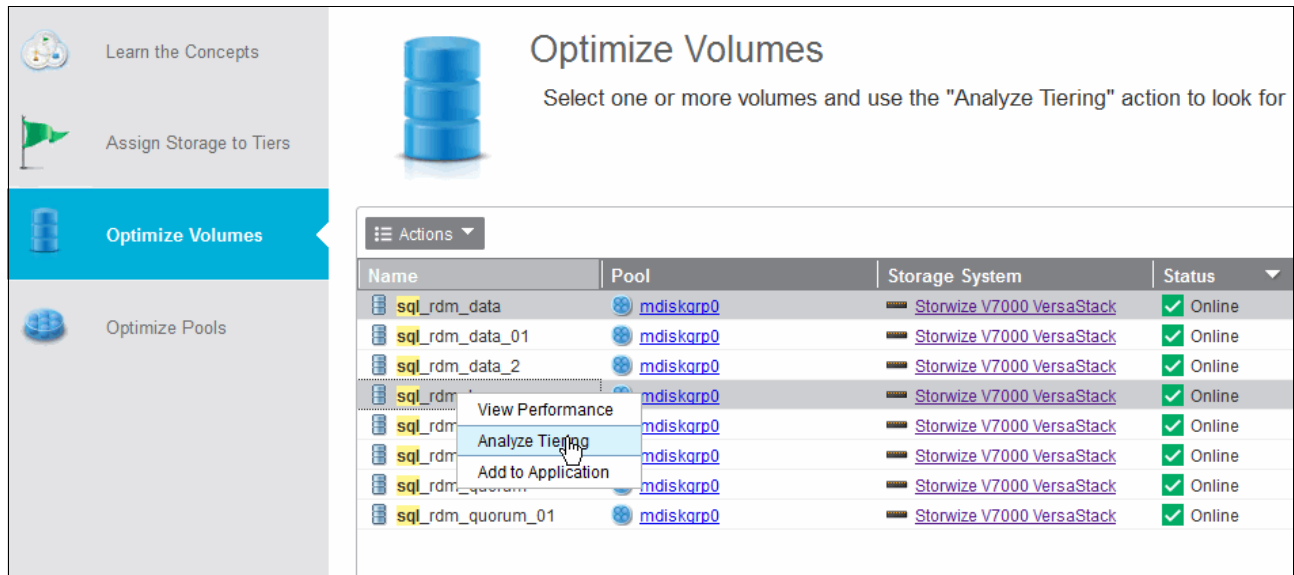 Learn the Concepts
Assign Storage to Tiers
Optimize Volumes
Optimize Pools
Optimize Volumes
Select one or more volumes and use the "Analyze Tiering" action to look for
Actions
Name Pool Storage System Status
sql_rdm_data mdiskgrp0 Storwize V7000 VersaStack Online
sql_rdm_data_01 mdiskgrp0 Storwize V7000 VersaStack Online
sql_rdm_data_2 mdiskgrp0 Storwize V7000 VersaStack Online
sql_rdm mdiskgrp0 Storwize V7000 VersaStack Online
View Performance
sql_rdm mdiskgrp0 Storwize V7000 VersaStack Online
Analyze Tiering
sql_rdm mdiskgrp0 Storwize V7000 VersaStack Online
Add to Application
sql_rdm_quorum mdiskgrp0 Storwize V7000 VersaStack Online
sql_rdm_quorum_01 mdiskgrp0 Storwize V7000 VersaStack Online